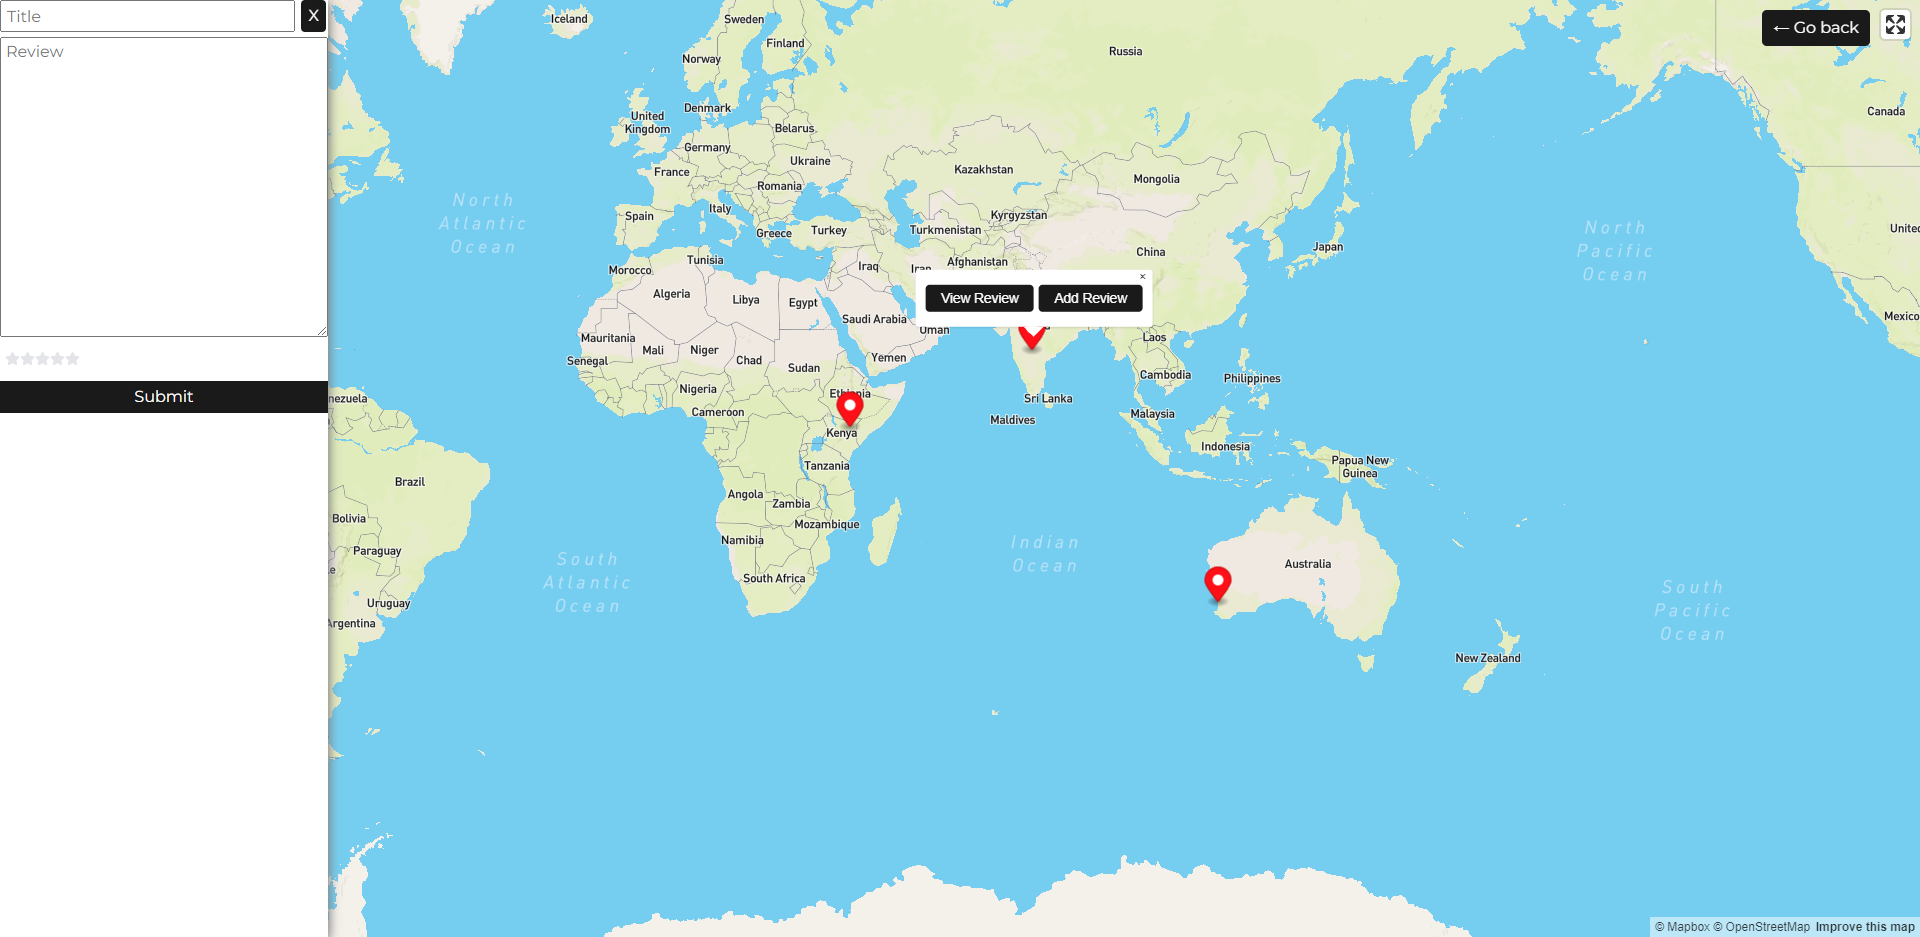 Title
X
Review
Submit
← Go back
Iceland
Sweden
Finland
Norway
Russia
Denmark
United
Kingdom
Belarus
Canada
Germany
Ukraine
France
Kazakhstan
Mongolia
Romania
North
Atlantic
Ocean
Italy
Spain
Kyrgyzstan
Greece
Turkey
Turkmenistan
North
Pacific
Ocean
Japan
China
Tunisia
Afghanistan
Morocco
Iraq
Iran
×
View Review
Add Review
Algeria
Libya
Egypt
Saudi Arabia
Oman
Mexico
Mauritania
Mali
Niger
Chad
Sudan
Yemen
Laos
Senegal
Cambodia
Philippines
Nigeria
Ethiopia
nezuela
Sri Lanka
Cameroon
Maldives
Malaysia
Kenya
Indonesia
Tanzania
Papua New
Guinea
Brazil
Angola
Zambia
Bolivia
Mozambique
Namibia
Indian
Ocean
Paraguay
South
Atlantic
Ocean
Australia
le
South Africa
South
Pacific
Ocean
Uruguay
Argentina
New Zealand
© Mapbox © OpenStreetMap Improve this map